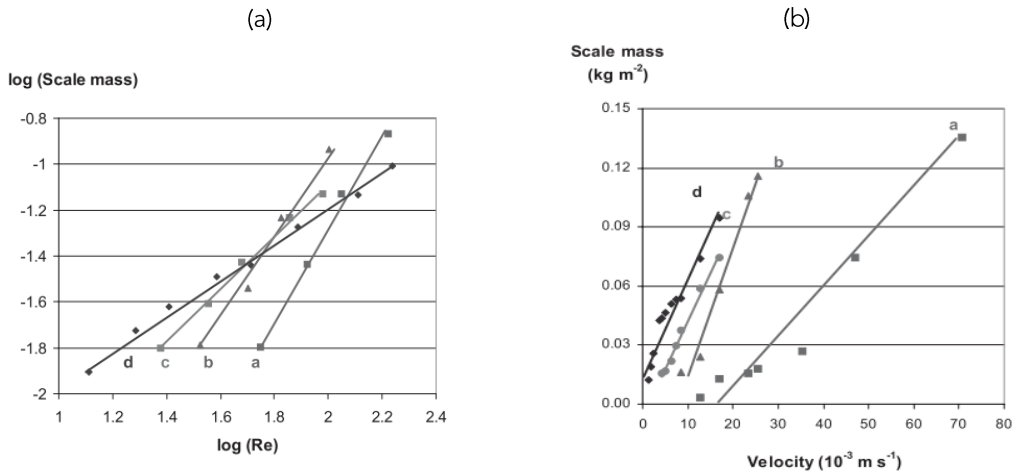 (a)
(b)
log (Scale mass)
-0.8
-1
-1.2
-1.4
-1.6
-1.8
-2
d
c
b
a
1
1.2
1.4
1.6
1.8
2
2.2
2.4
log (Re)
Scale mass
(kg m⁻²)
0.15
0.12
0.09
0.06
0.03
0.00
a
b
d
c
0
10
20
30
40
50
60
70
80
Velocity (10⁻³ m s⁻¹)